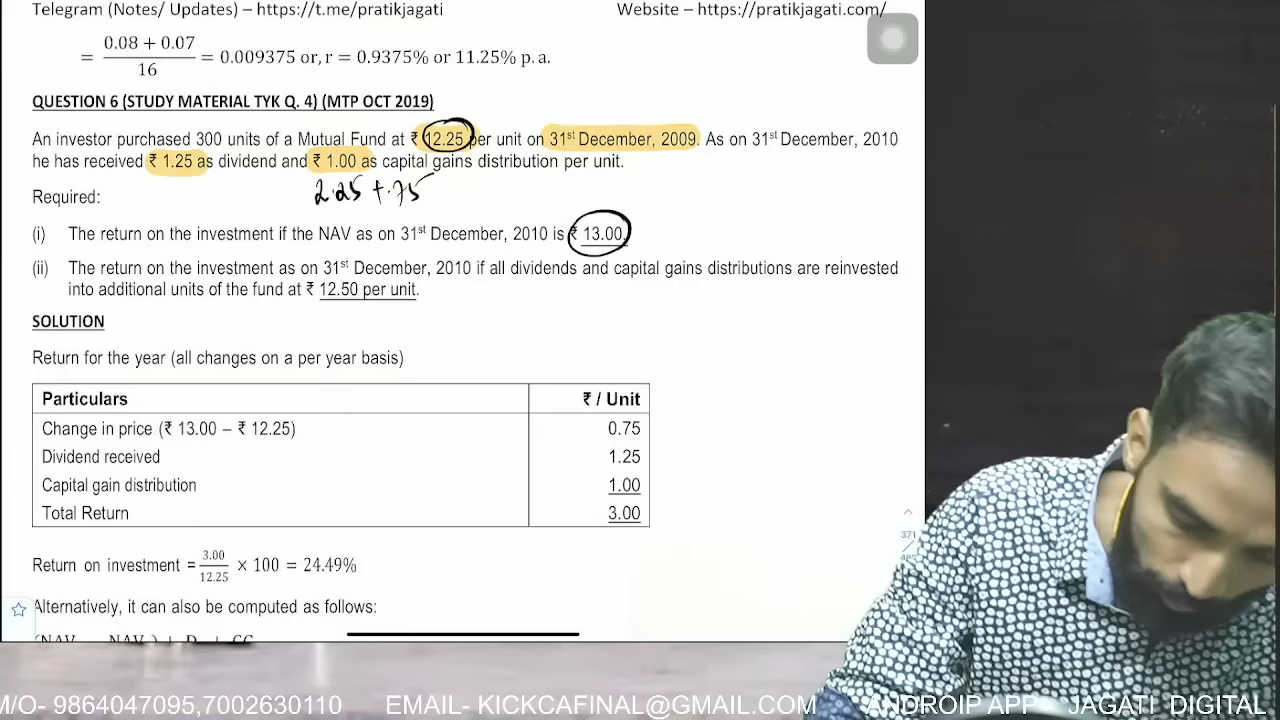 Telegram (Notes/ Updates) – https://t.me/pratikjagati Website – https://pratikjagati.com/
= 0.08 + 0.07 / 16 = 0.009375 or, r = 0.9375% or 11.25% p. a.
QUESTION 6 (STUDY MATERIAL TYK Q. 4) (MTP OCT 2019)
An investor purchased 300 units of a Mutual Fund at ₹ 12.25 per unit on 31st December, 2009. As on 31st December, 2010
he has received ₹ 1.25 as dividend and ₹ 1.00 as capital gains distribution per unit.
2.25 + .75
Required:
(i) The return on the investment if the NAV as on 31st December, 2010 is ₹ 13.00.
(ii) The return on the investment as on 31st December, 2010 if all dividends and capital gains distributions are reinvested
into additional units of the fund at ₹ 12.50 per unit.
SOLUTION
Return for the year (all changes on a per year basis)
Particulars ₹ / Unit
Change in price (₹ 13.00 – ₹ 12.25) 0.75
Dividend received 1.25
Capital gain distribution 1.00
Total Return 3.00
371
Return on investment = 3.00 / 12.25 × 100 = 24.49%
Alternatively, it can also be computed as follows:
M/O- 9864047095,7002630110 EMAIL- KICKCAFINAL@GMAIL.COM ANDROIP APP- JAGATI DIGITAL